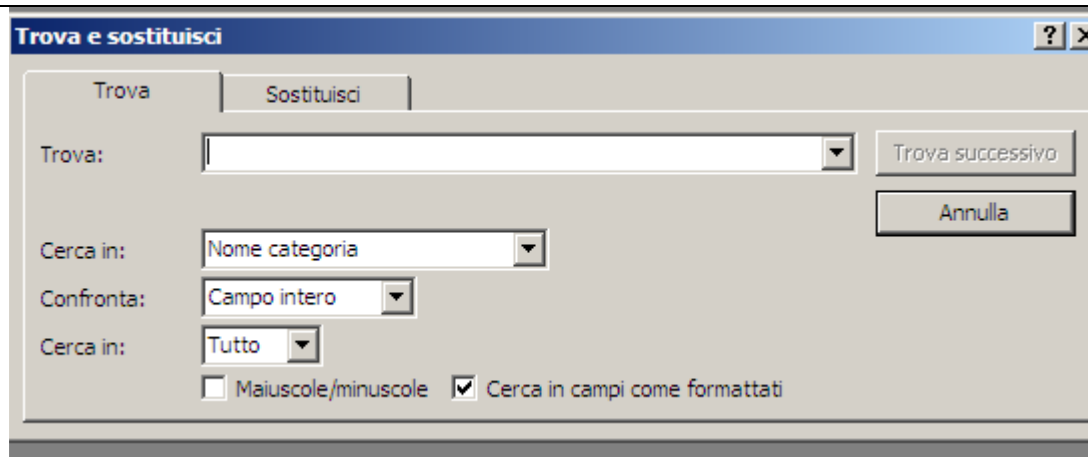 Trova e sostituisci
Trova Sostituisci
Trova: Trova successivo
Annulla
Cerca in: Nome categoria
Confronta: Campo intero
Cerca in: Tutto
Maiuscole/minuscole Cerca in campi come formattati